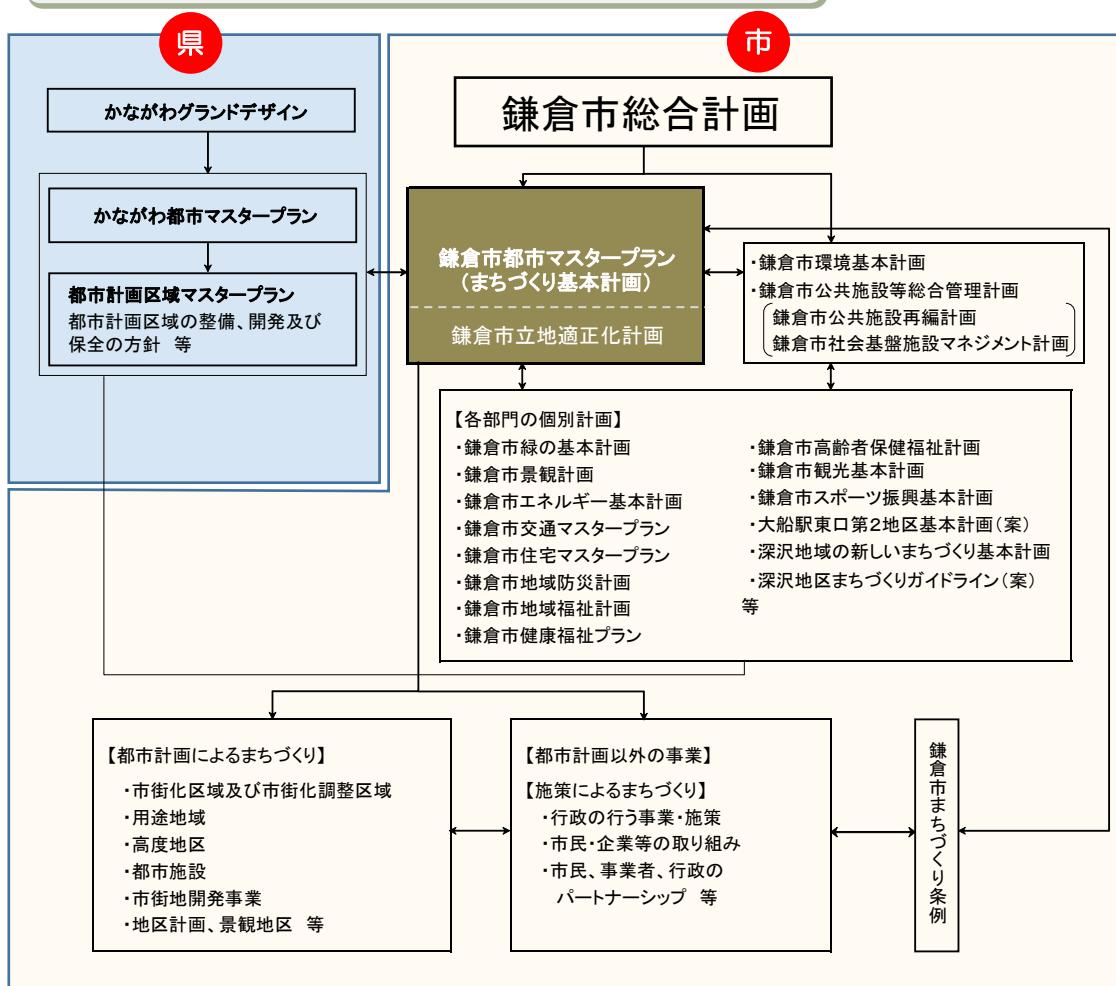 県
かながわグランドデザイン
かながわ都市マスタープラン
都市計画区域マスタープラン
都市計画区域の整備、開発及び
保全の方針 等
市
鎌倉市総合計画
鎌倉市都市マスタープラン
(まちづくり基本計画)
鎌倉市立地適正化計画
・鎌倉市環境基本計画
・鎌倉市公共施設等総合管理計画
鎌倉市公共施設再編計画
鎌倉市社会基盤施設マネジメント計画
【各部門の個別計画】
・鎌倉市緑の基本計画
・鎌倉市景観計画
・鎌倉市エネルギー基本計画
・鎌倉市交通マスタープラン
・鎌倉市住宅マスタープラン
・鎌倉市地域防災計画
・鎌倉市地域福祉計画
・鎌倉市健康福祉プラン
・鎌倉市高齢者保健福祉計画
・鎌倉市観光基本計画
・鎌倉市スポーツ振興基本計画
・大船駅東口第2地区基本計画(案)
・深沢地域の新しいまちづくり基本計画
・深沢地区まちづくりガイドライン(案)
等
【都市計画によるまちづくり】
・市街化区域及び市街化調整区域
・用途地域
・高度地区
・都市施設
・市街地開発事業
・地区計画、景観地区 等
【都市計画以外の事業】
【施策によるまちづくり】
・行政の行う事業・施策
・市民・企業等の取り組み
・市民、事業者、行政の
パートナーシップ 等
鎌倉市まちづくり条例